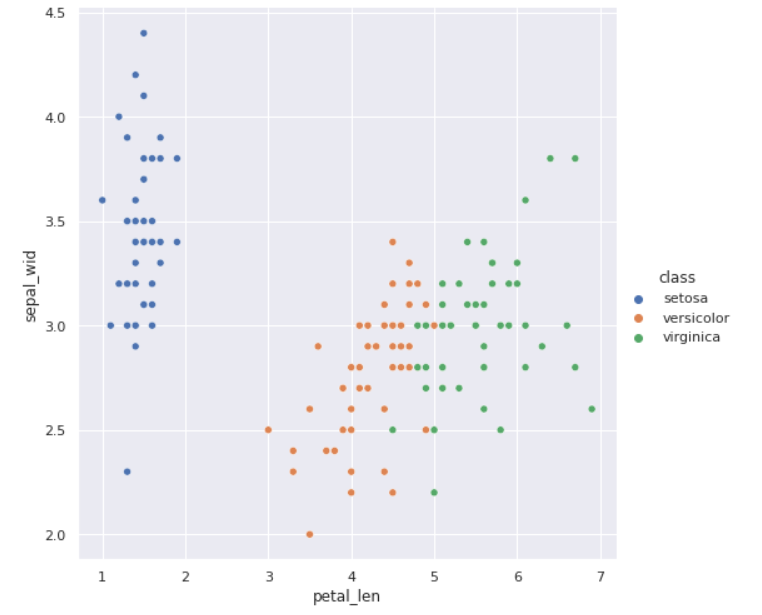 4.5
4.0
3.5
3.0
2.5
2.0
sepal_wid
1 2 3 4 5 6 7
petal_len
class
setosa
versicolor
virginica